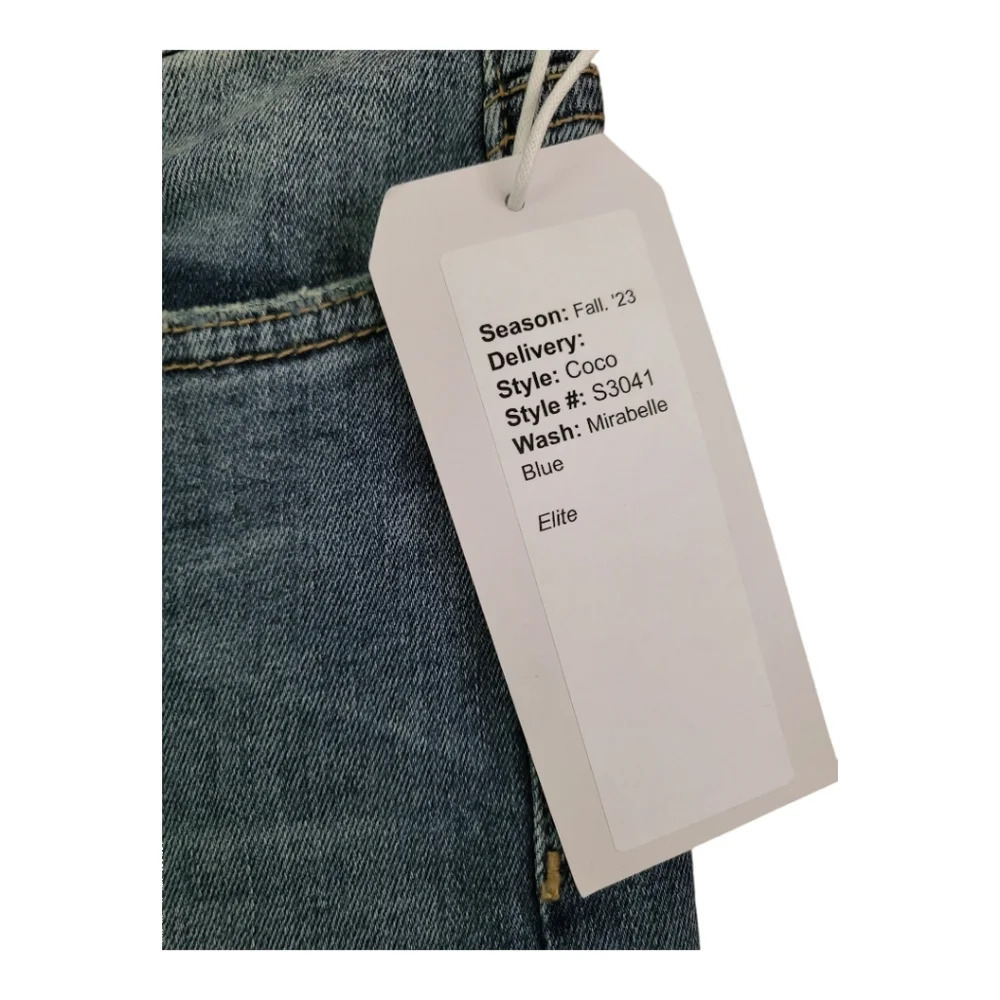 Season: Fall. '23
Delivery:
Style: Coco
Style #: S3041
Wash: Mirabelle
Blue
Elite